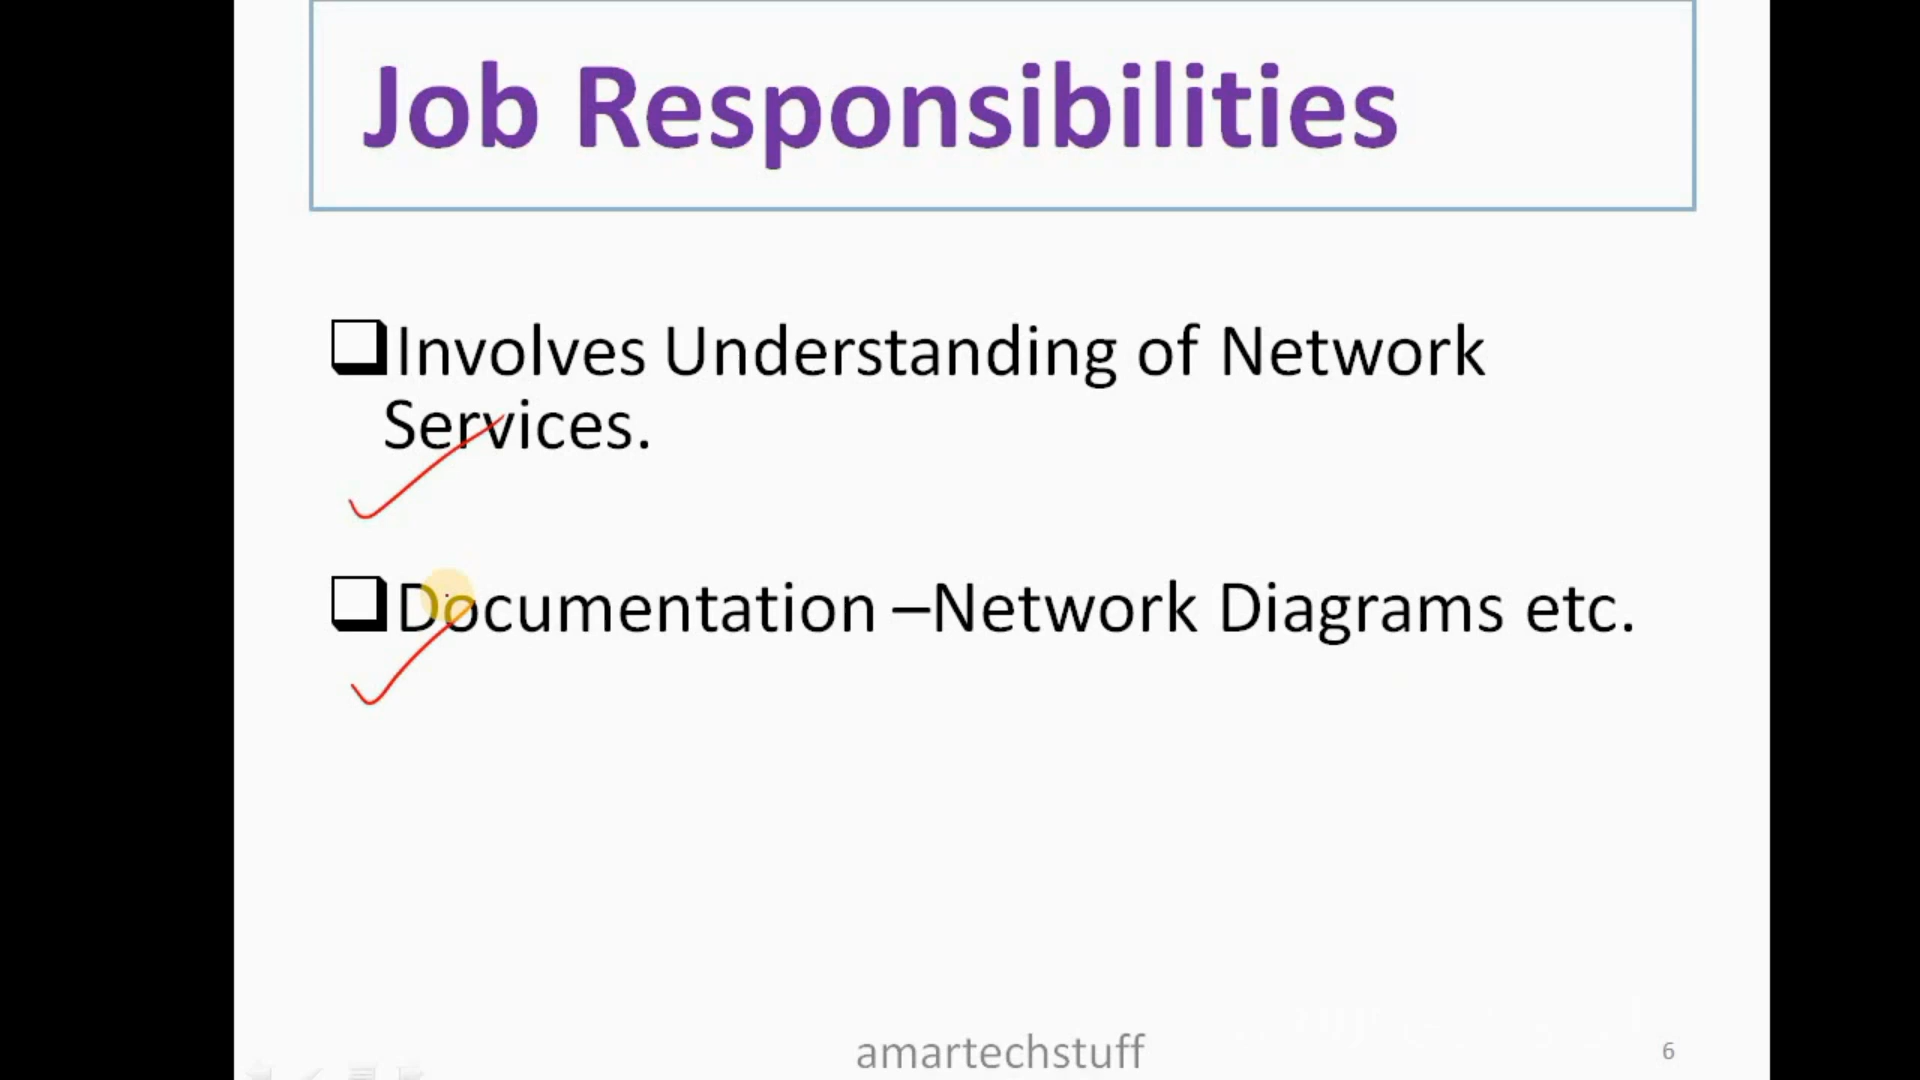 Job Responsibilities
Involves Understanding of Network
Services.
Documentation –Network Diagrams etc.
amartechstuff
6